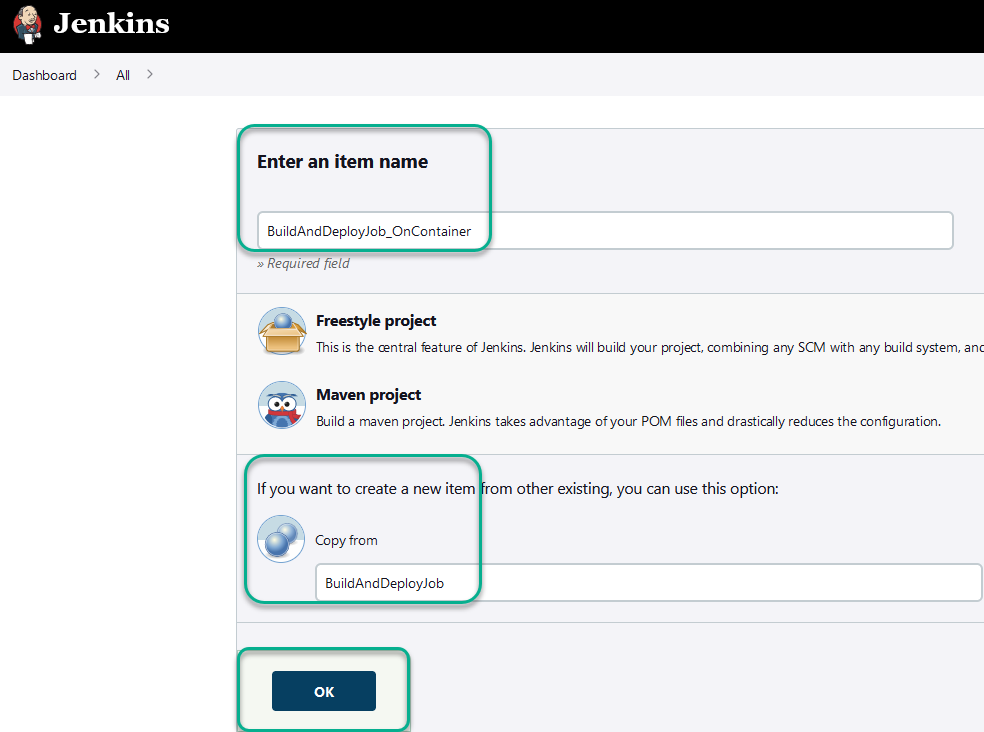 Jenkins
Dashboard > All >
Enter an item name
BuildAndDeployJob_OnContainer
» Required field
Freestyle project
This is the central feature of Jenkins. Jenkins will build your project, combining any SCM with any build system, and
Maven project
Build a maven project. Jenkins takes advantage of your POM files and drastically reduces the configuration.
If you want to create a new item from other existing, you can use this option:
Copy from
BuildAndDeployJob
OK